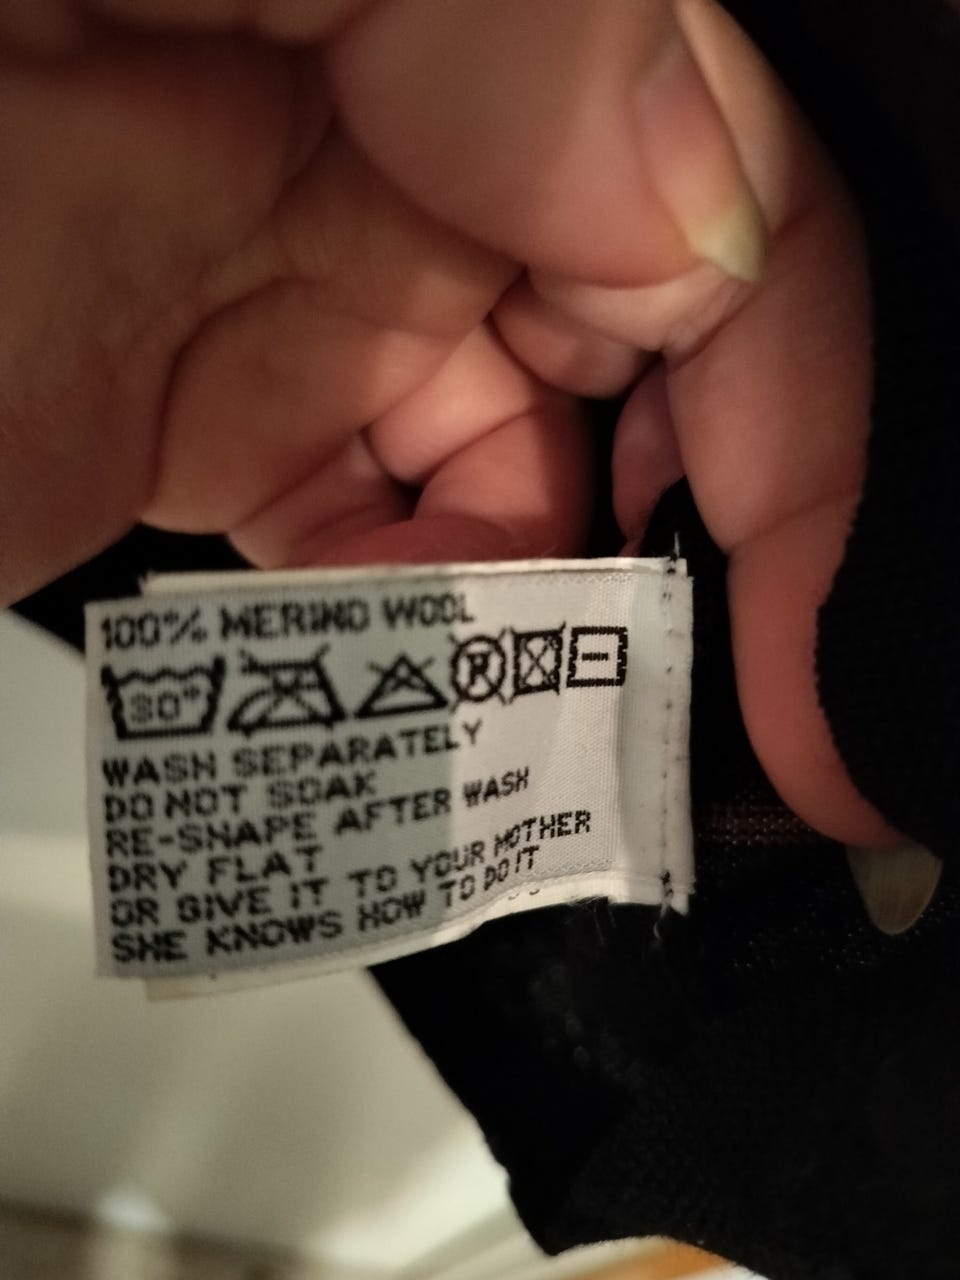 100% MERINO WOOL
30° R
WASH SEPARATELY
DO NOT SOAK
RE-SHAPE AFTER WASH
DRY FLAT
OR GIVE IT TO YOUR MOTHER
SHE KNOWS HOW TO DO IT